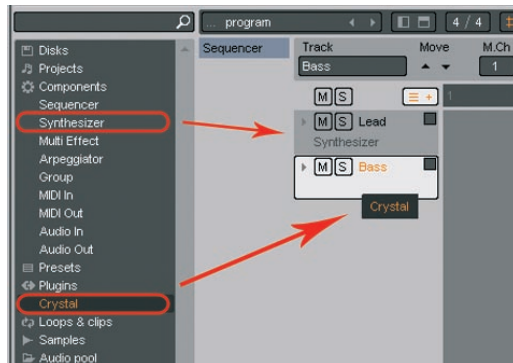 ... program
4 / 4
Disks
Projects
Components
Sequencer
Synthesizer
Multi Effect
Arpeggiator
Group
MIDI In
MIDI Out
Audio In
Audio Out
Presets
Plugins
Crystal
Loops & clips
Samples
Audio pool
Sequencer
Track Move M.Ch
Bass 1
M S 1
M S Lead
Synthesizer
M S Bass
Crystal